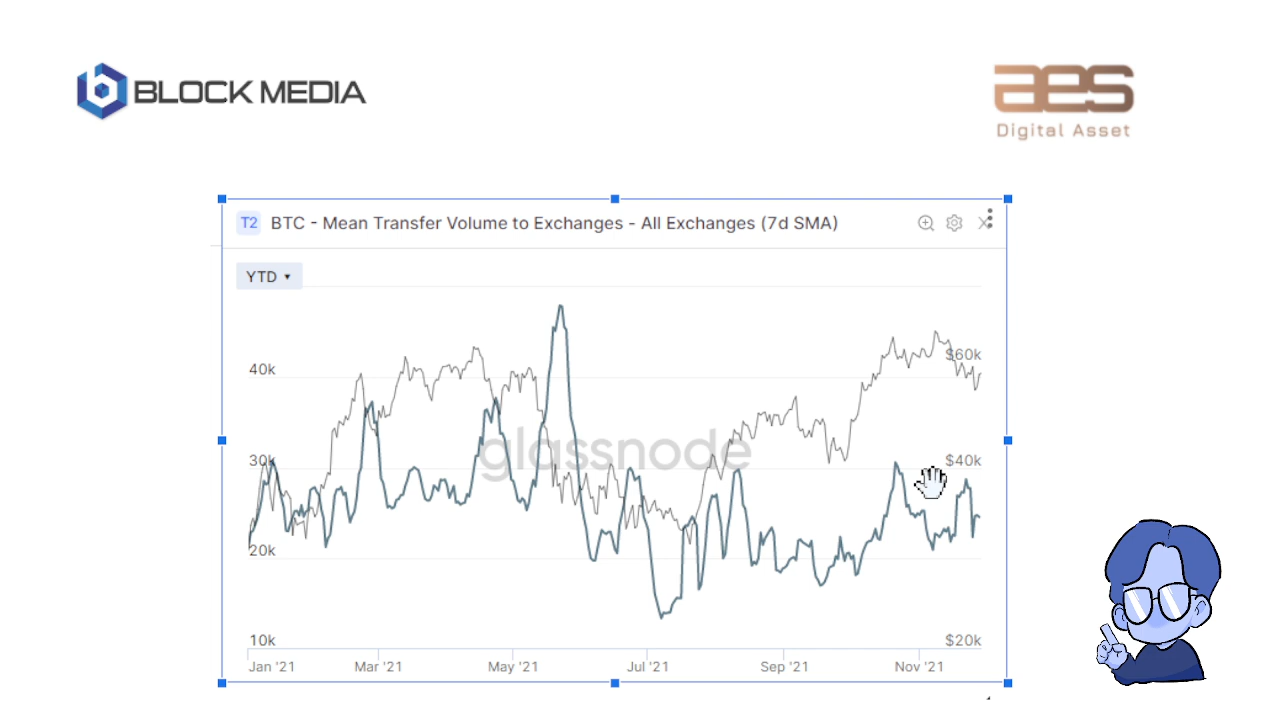 BLOCK MEDIA
aes
Digital Asset
T2 BTC - Mean Transfer Volume to Exchanges - All Exchanges (7d SMA)
YTD
40k
$60k
glassnode
30k
$40k
20k
10k
$20k
Jan '21 Mar '21 May '21 Jul '21 Sep '21 Nov '21